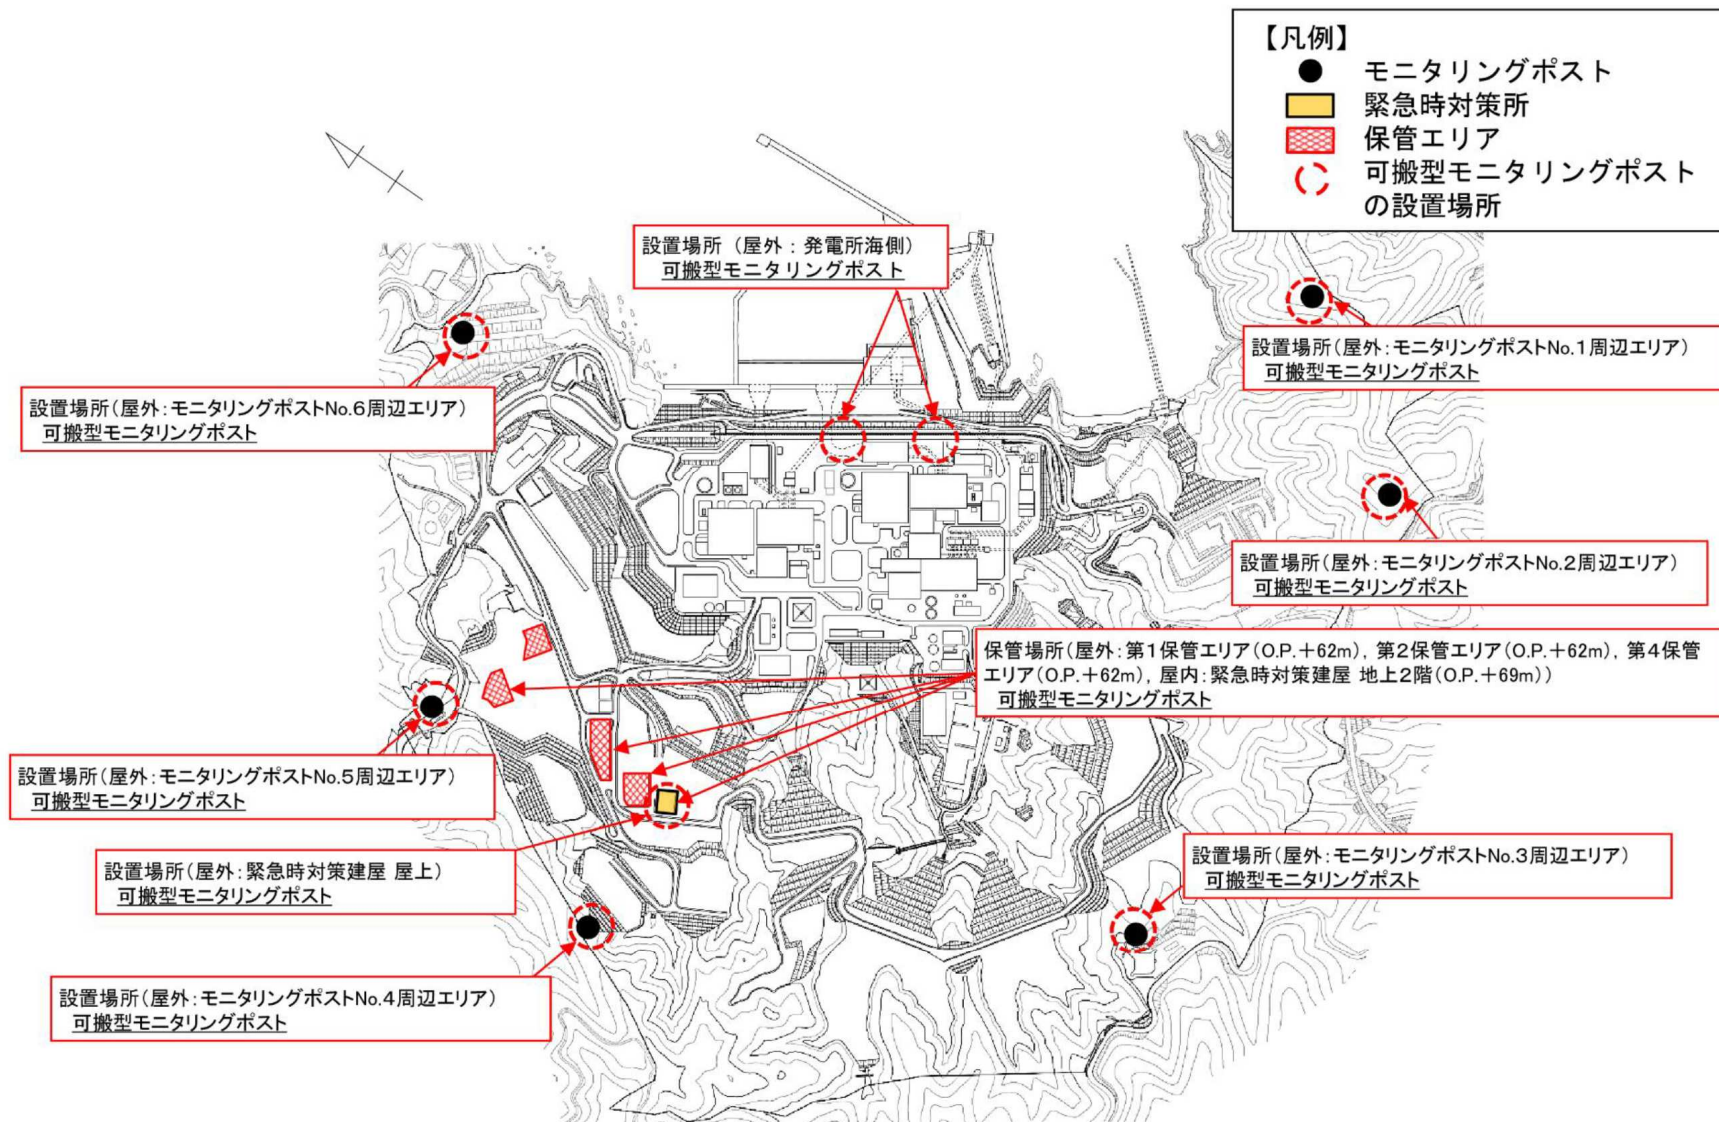 【凡例】
モニタリングポスト
緊急時対策所
保管エリア
可搬型モニタリングポスト
の設置場所
設置場所（屋外：発電所海側）
可搬型モニタリングポスト
設置場所(屋外:モニタリングポストNo.1周辺エリア)
可搬型モニタリングポスト
設置場所(屋外:モニタリングポストNo.6周辺エリア)
可搬型モニタリングポスト
設置場所(屋外:モニタリングポストNo.2周辺エリア)
可搬型モニタリングポスト
保管場所(屋外:第1保管エリア(O.P.+62m), 第2保管エリア(O.P.+62m), 第4保管
エリア(O.P.+62m), 屋内:緊急時対策建屋 地上2階(O.P.+69m))
可搬型モニタリングポスト
設置場所(屋外:モニタリングポストNo.5周辺エリア)
可搬型モニタリングポスト
設置場所(屋外:緊急時対策建屋 屋上)
可搬型モニタリングポスト
設置場所(屋外:モニタリングポストNo.3周辺エリア)
可搬型モニタリングポスト
設置場所(屋外:モニタリングポストNo.4周辺エリア)
可搬型モニタリングポスト